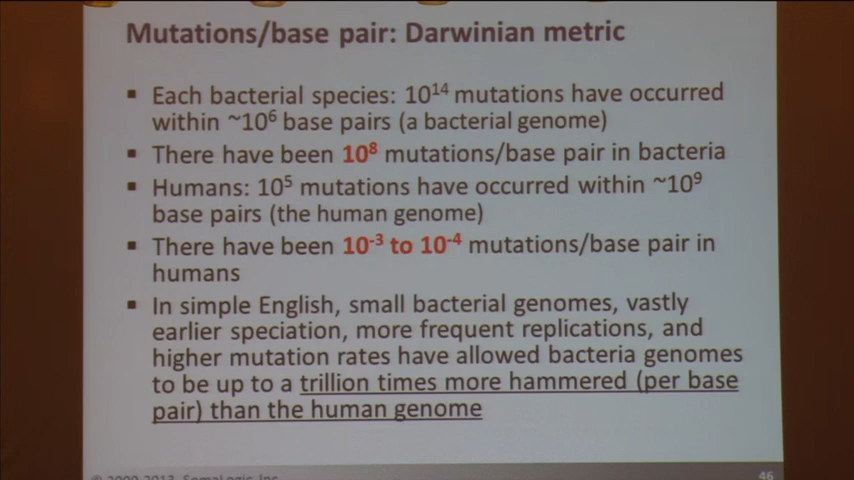 Mutations/base pair: Darwinian metric
▪ Each bacterial species: 10¹⁴ mutations have occurred
within ~10⁶ base pairs (a bacterial genome)
▪ There have been 10⁸ mutations/base pair in bacteria
▪ Humans: 10⁵ mutations have occurred within ~10⁹
base pairs (the human genome)
▪ There have been 10⁻³ to 10⁻⁴ mutations/base pair in
humans
▪ In simple English, small bacterial genomes, vastly
earlier speciation, more frequent replications, and
higher mutation rates have allowed bacteria genomes
to be up to a trillion times more hammered (per base
pair) than the human genome
© 2000-2013 SomaLogic, Inc.
46